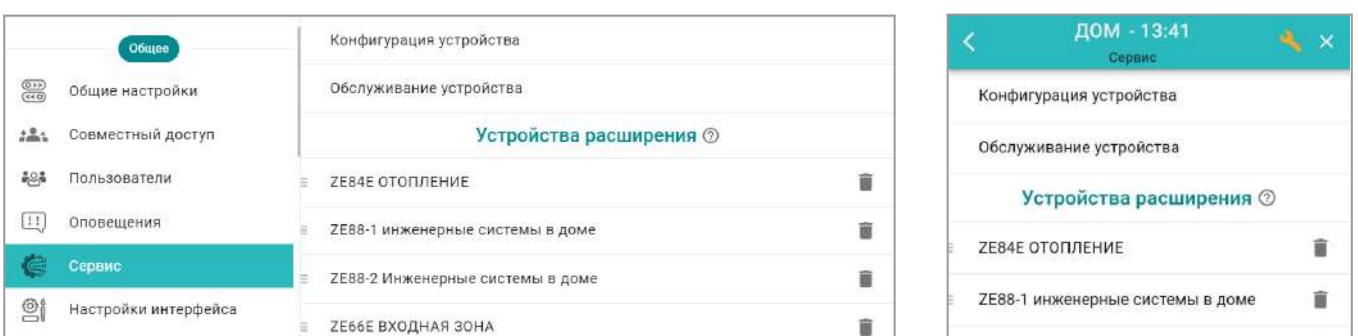 Общее
Общие настройки
Совместный доступ
Пользователи
Оповещения
Сервис
Настройки интерфейса
Конфигурация устройства
Обслуживание устройства
Устройства расширения ?
ZE84E ОТОПЛЕНИЕ
ZE88-1 инженерные системы в доме
ZE88-2 Инженерные системы в доме
ZE66E ВХОДНАЯ ЗОНА
ДОМ - 13:41
Сервис
Конфигурация устройства
Обслуживание устройства
Устройства расширения ?
ZE84E ОТОПЛЕНИЕ
ZE88-1 инженерные системы в доме